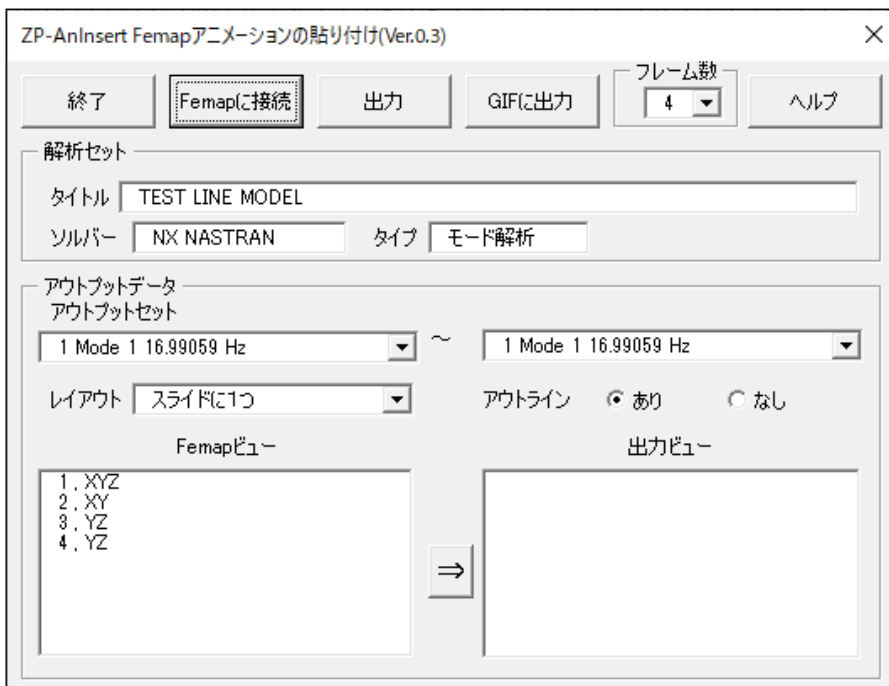 ZP-AnInsert Femapアニメーションの貼り付け(Ver.0.3)
終了 Femapに接続 出力 GIFに出力 フレーム数 4 ヘルプ
解析セット
タイトル TEST LINE MODEL
ソルバー NX NASTRAN タイプ モード解析
アウトプットデータ
アウトプットセット
1 Mode 1 16.99059 Hz ～ 1 Mode 1 16.99059 Hz
レイアウト スライドに1つ アウトライン あり なし
Femapビュー 出力ビュー
1 , XYZ
2 , XY
3 , YZ
4 , YZ
⇒